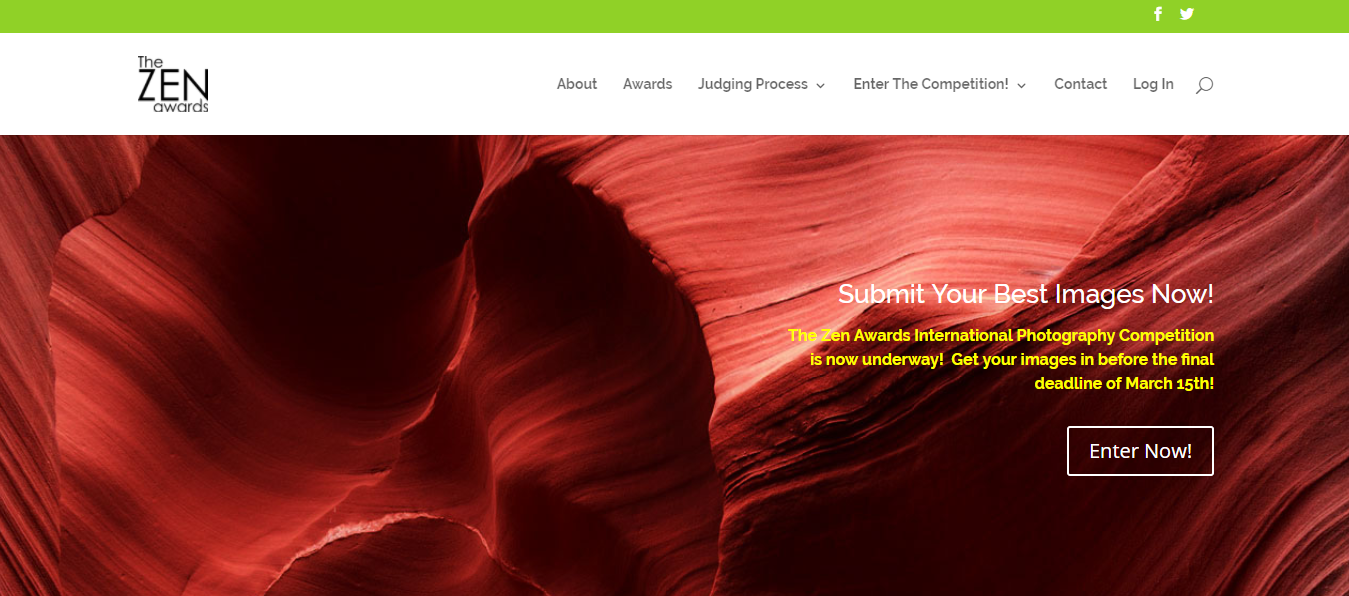 The
ZEN
awards
About Awards Judging Process Enter The Competition! Contact Log In
Submit Your Best Images Now!
The Zen Awards International Photography Competition
is now underway! Get your images in before the final
deadline of March 15th!
Enter Now!